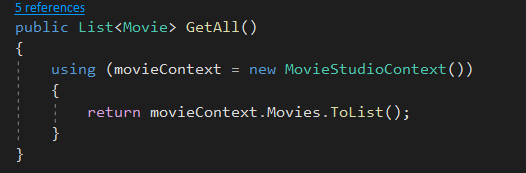 5 references
public List<Movie> GetAll()
{
using (movieContext = new MovieStudioContext())
{
return movieContext.Movies.ToList();
}
}